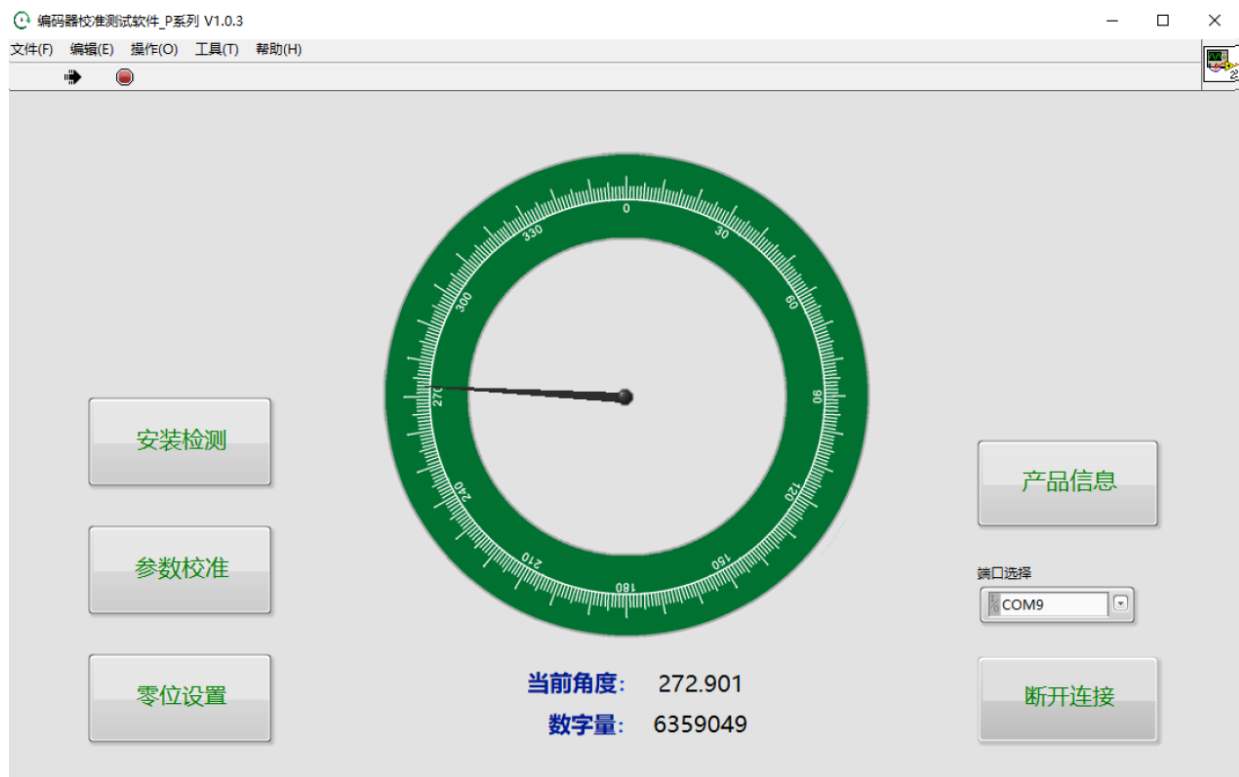 编码器校准测试软件_P系列 V1.0.3
文件(F) 编辑(E) 操作(O) 工具(T) 帮助(H)
0
30
60
90
120
150
180
210
240
270
300
330
安装检测
参数校准
零位设置
当前角度: 272.901
数字量: 6359049
产品信息
端口选择
COM9
断开连接